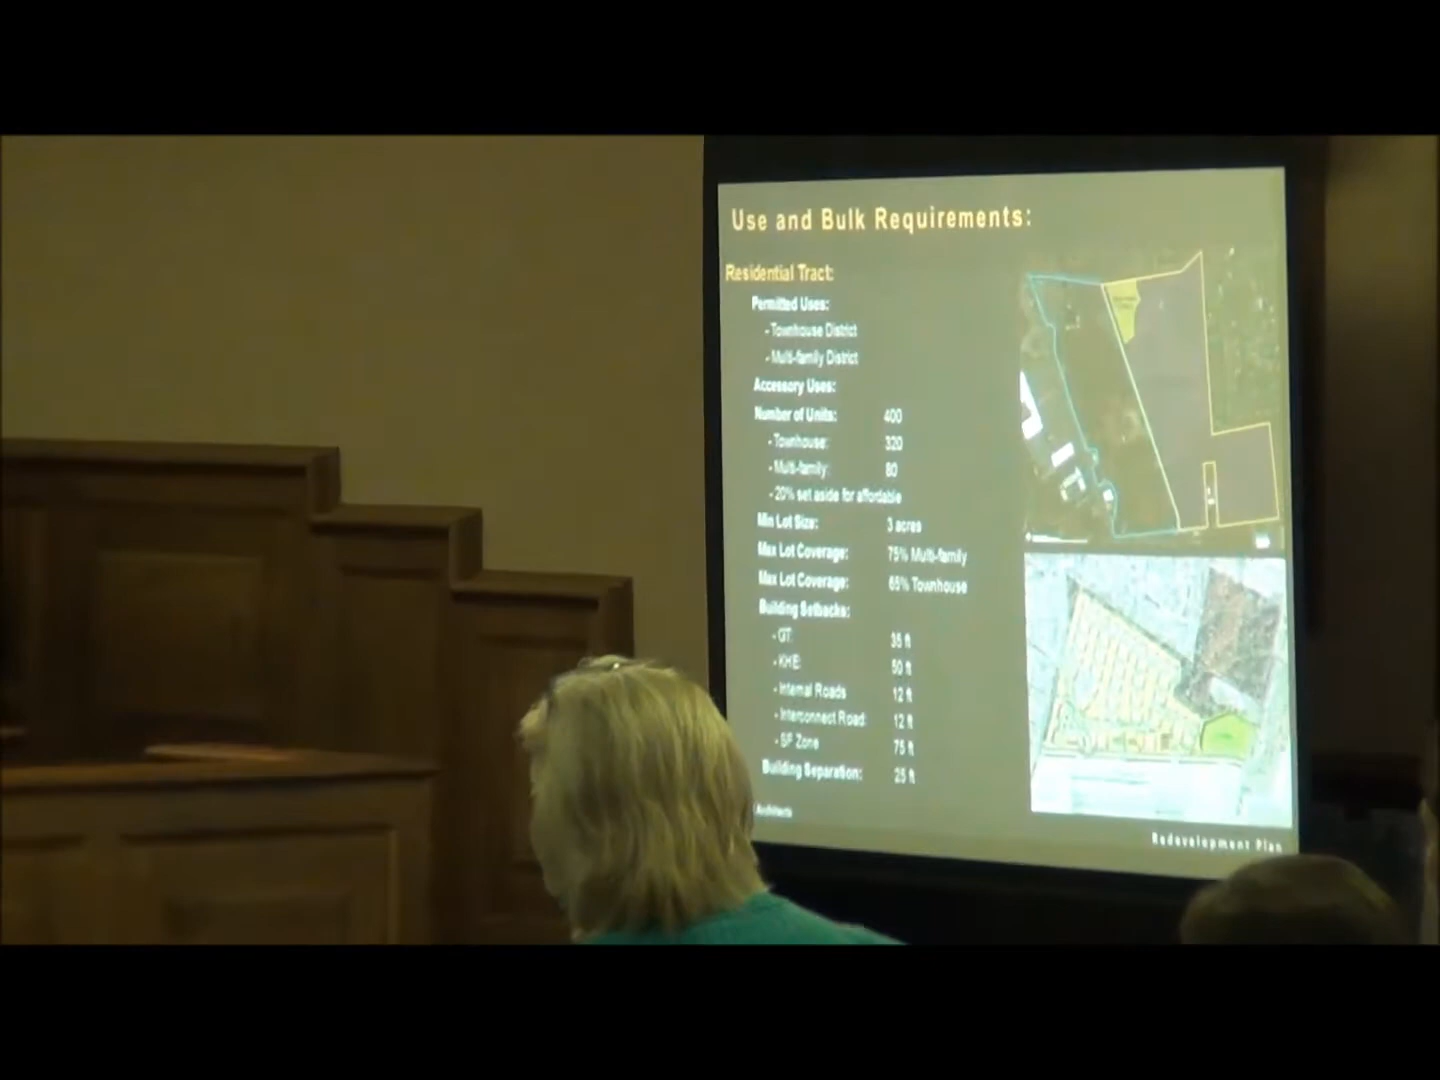 Use and Bulk Requirements:
Residential Tract:
Permitted Uses:
- Townhouse District
- Multi-family District
Accessory Uses:
Number of Units: 400
- Townhouse: 320
- Multi-family: 80
- 20% set aside for affordable
Min Lot Size: 3 acres
Max Lot Coverage: 75% Multi-family
Max Lot Coverage: 65% Townhouse
Building Setbacks:
- OT: 35 ft
- KHE: 50 ft
- Internal Roads 12 ft
- Interconnect Road: 12 ft
- SF Zone 75 ft
Building Separation: 25 ft
Architects
Redevelopment Plan